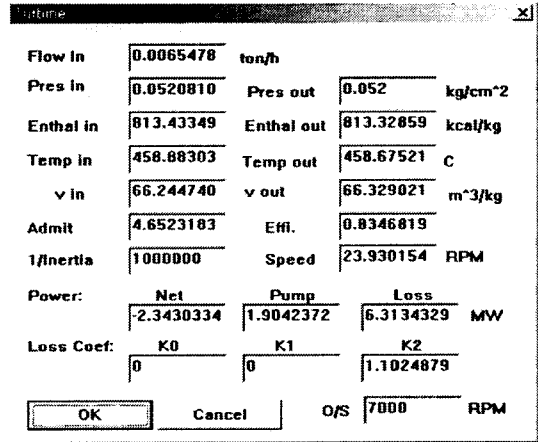 Turbine
Flow in 0.0065478 ton/h
Pres in 0.0520810 Pres out 0.052 kg/cm^2
Enthal in 813.43349 Enthal out 813.32859 kcal/kg
Temp in 458.88303 Temp out 458.67521 C
v in 66.244740 v out 66.329021 m^3/kg
Admit 4.6523183 Effi. 0.8346819
1/Inertia 1000000 Speed 23.930154 RPM
Power: Net Pump Loss
-2.3430334 1.9042372 6.3134329 MW
Loss Coef: K0 K1 K2
0 0 1.1024879
OK Cancel O/S 7000 RPM